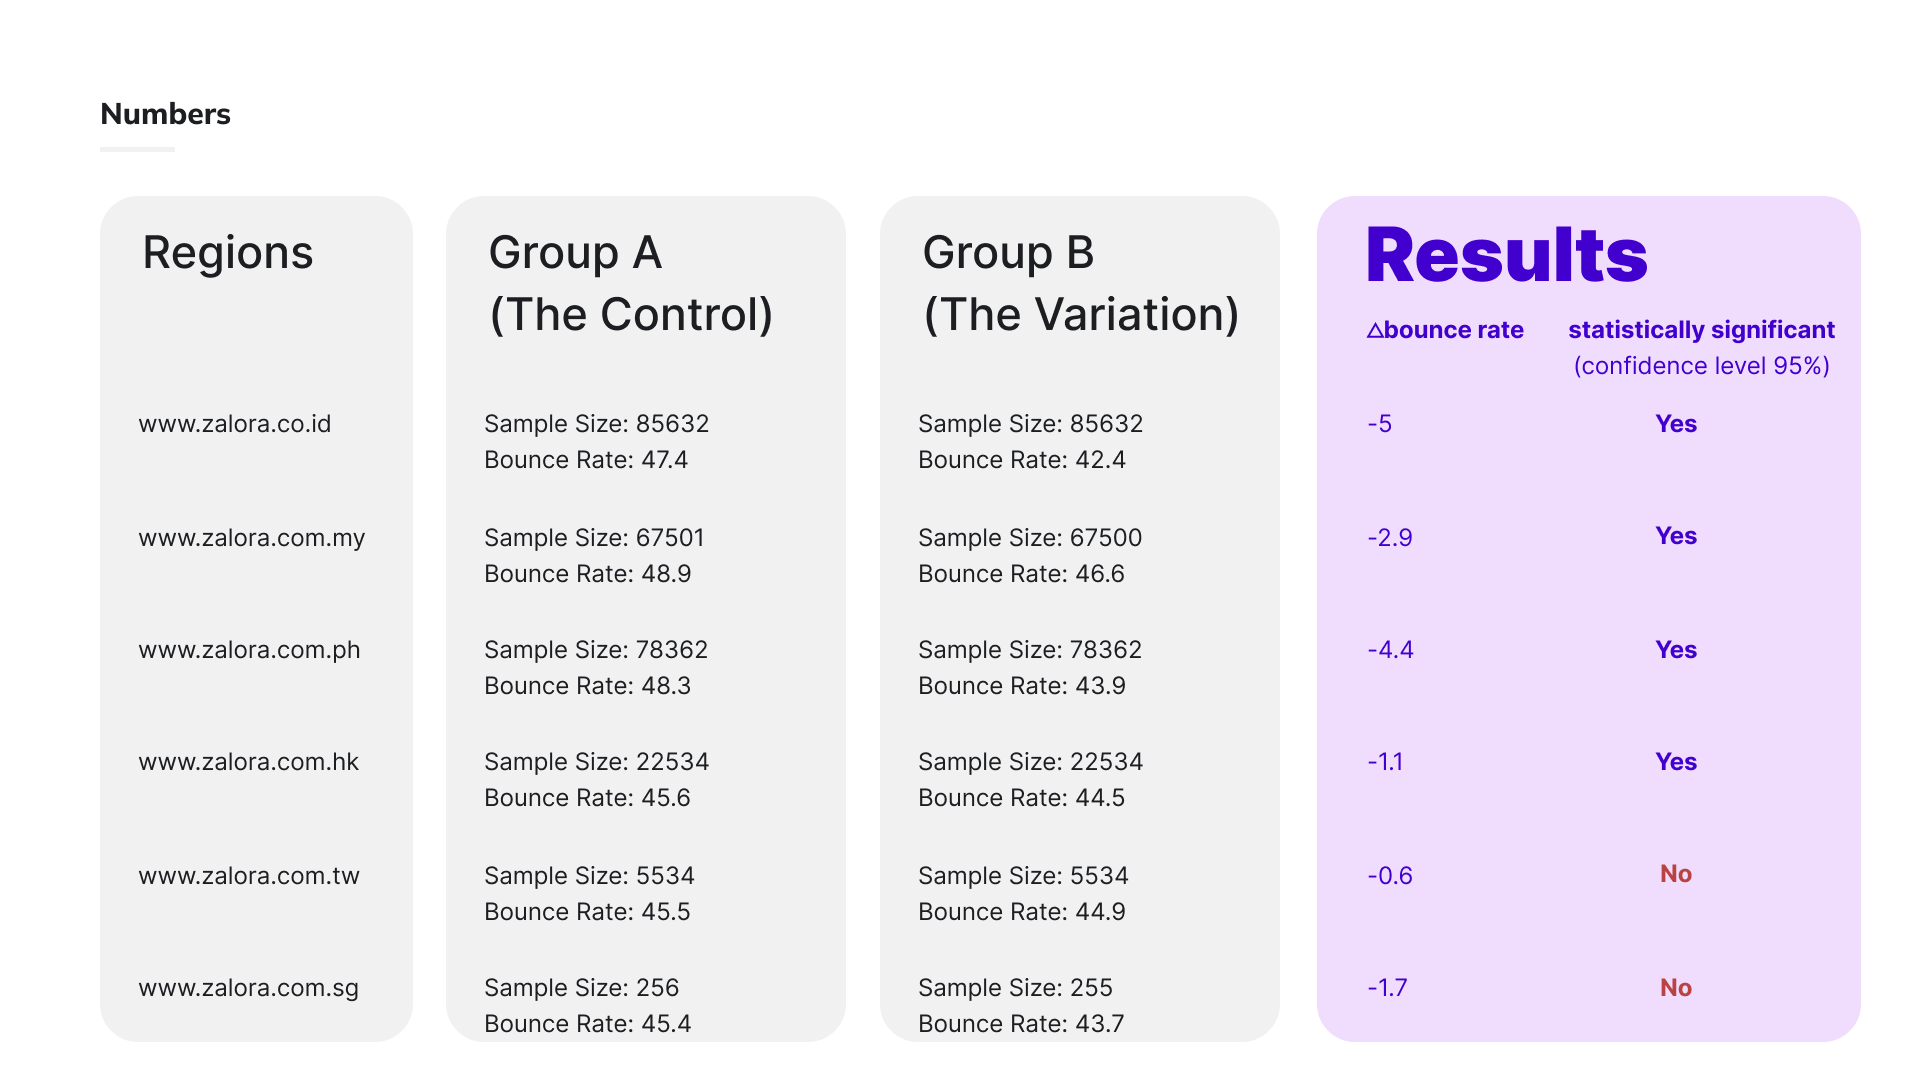 Numbers
Regions
Group A
(The Control)
Group B
(The Variation)
Results
△bounce rate
statistically significant
(confidence level 95%)
www.zalora.co.id
Sample Size: 85632
Bounce Rate: 47.4
Sample Size: 85632
Bounce Rate: 42.4
-5
Yes
www.zalora.com.my
Sample Size: 67501
Bounce Rate: 48.9
Sample Size: 67500
Bounce Rate: 46.6
-2.9
Yes
www.zalora.com.ph
Sample Size: 78362
Bounce Rate: 48.3
Sample Size: 78362
Bounce Rate: 43.9
-4.4
Yes
www.zalora.com.hk
Sample Size: 22534
Bounce Rate: 45.6
Sample Size: 22534
Bounce Rate: 44.5
-1.1
Yes
www.zalora.com.tw
Sample Size: 5534
Bounce Rate: 45.5
Sample Size: 5534
Bounce Rate: 44.9
-0.6
No
www.zalora.com.sg
Sample Size: 256
Bounce Rate: 45.4
Sample Size: 255
Bounce Rate: 43.7
-1.7
No